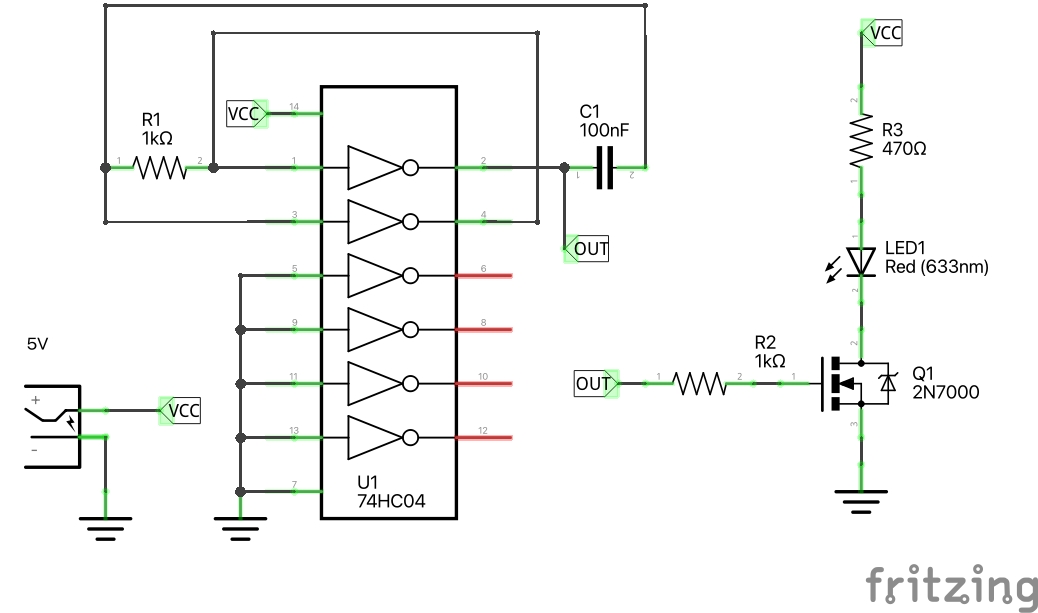 VCC
14
R1
1kΩ
1
2
1
2
3
4
5
6
9
8
11
10
13
12
7
U1
74HC04
C1
100nF
1
2
OUT
5V
+
-
VCC
VCC
2
R3
470Ω
1
1
LED1
Red (633nm)
2
2
R2
1kΩ
OUT
1
2
1
Q1
2N7000
3
fritzing